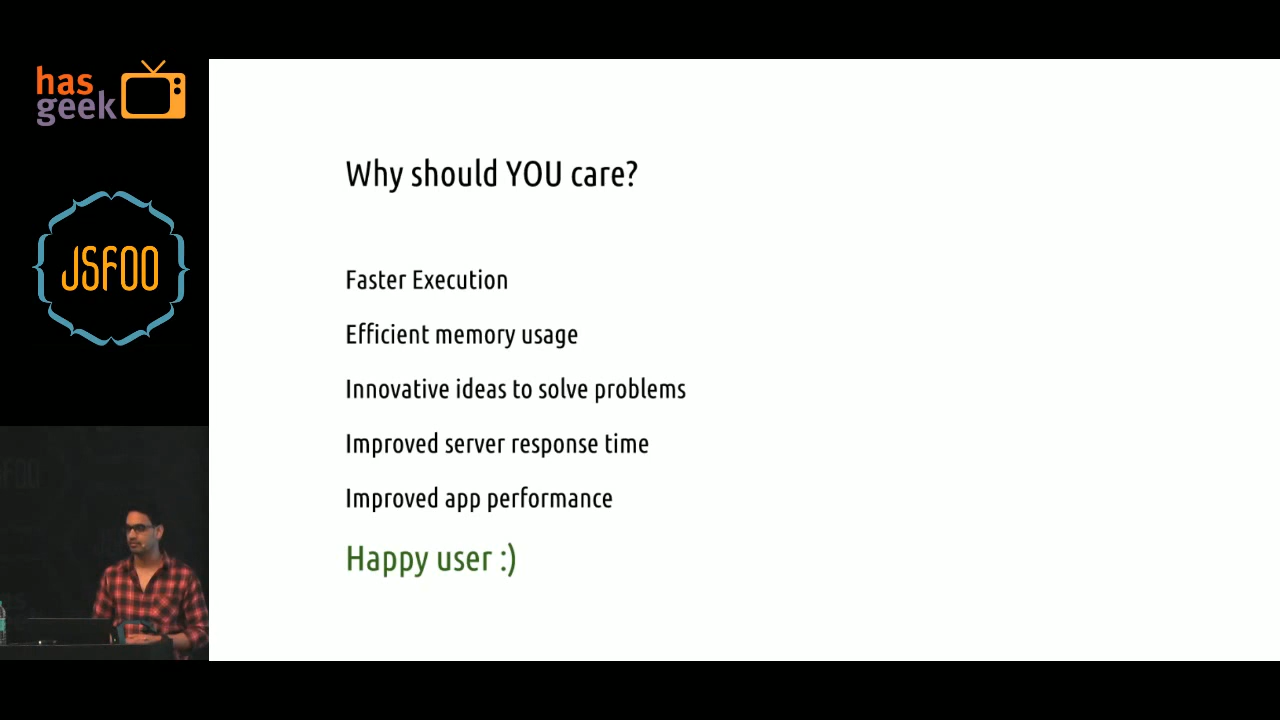 has
geek
JSFOO
Why should YOU care?
Faster Execution
Efficient memory usage
Innovative ideas to solve problems
Improved server response time
Improved app performance
Happy user :)